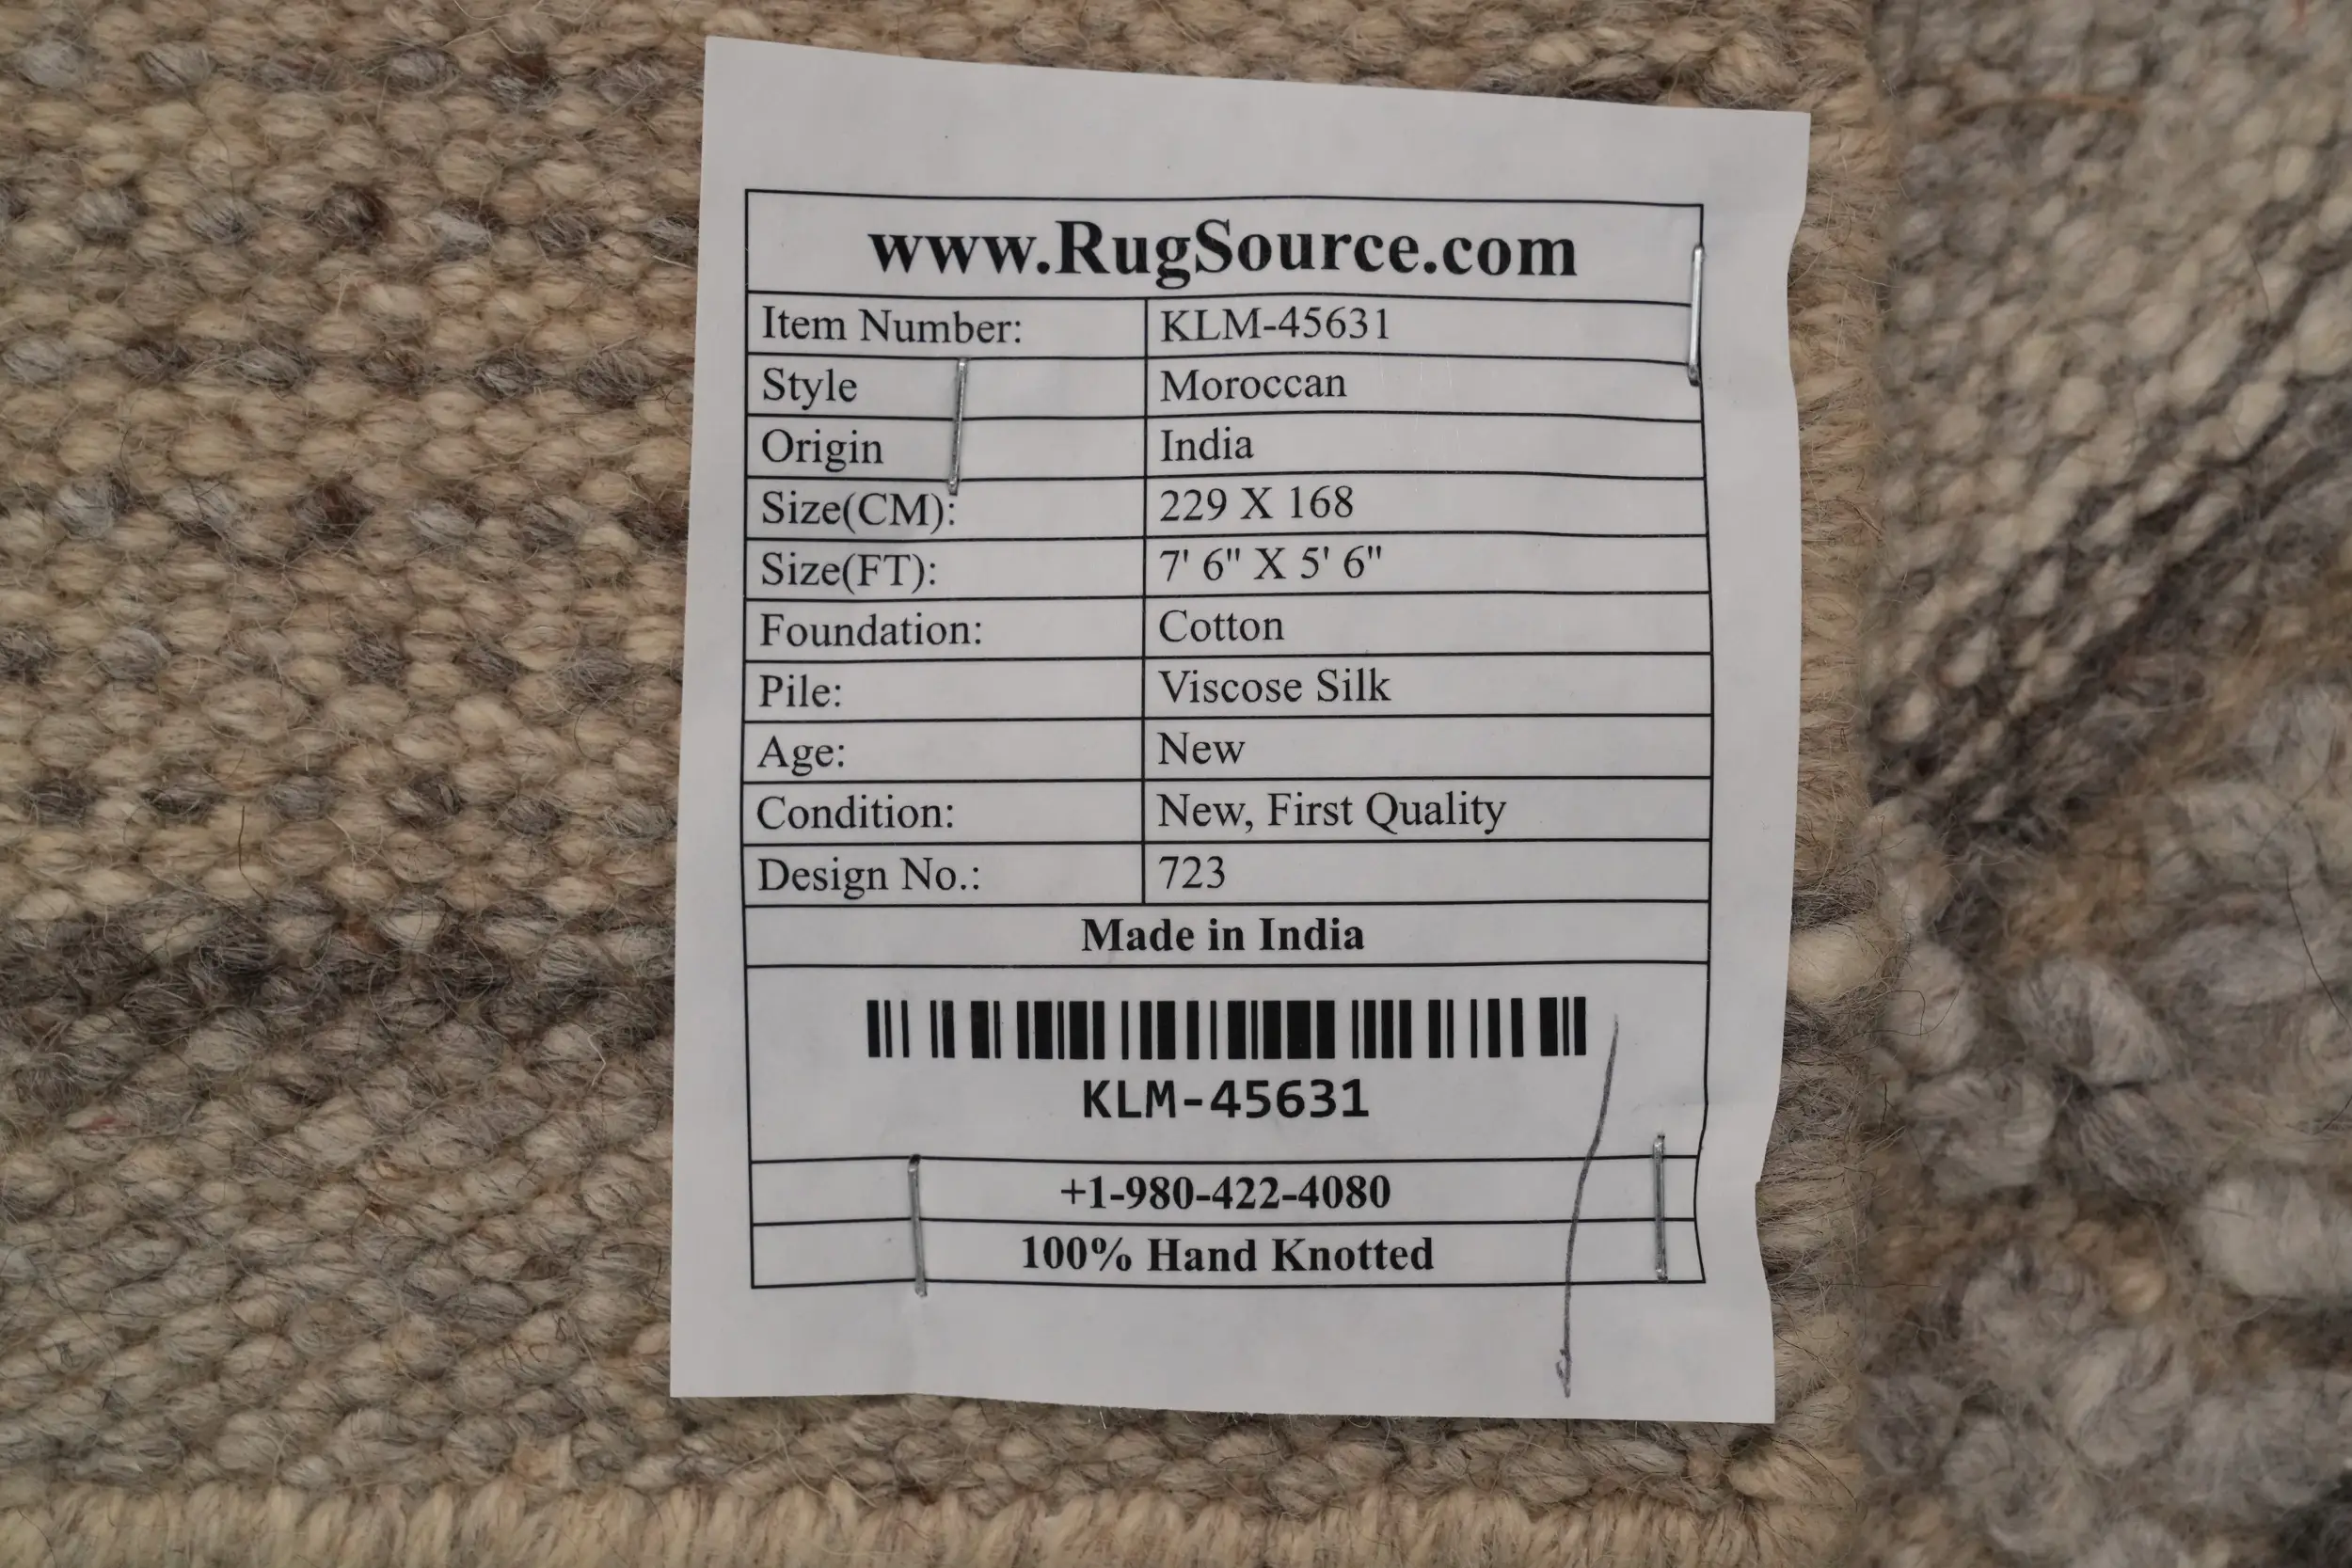 www.RugSource.com
Item Number: KLM-45631
Style Moroccan
Origin India
Size(CM): 229 X 168
Size(FT): 7' 6" X 5' 6"
Foundation: Cotton
Pile: Viscose Silk
Age: New
Condition: New, First Quality
Design No.: 723
Made in India
KLM-45631
+1-980-422-4080
100% Hand Knotted